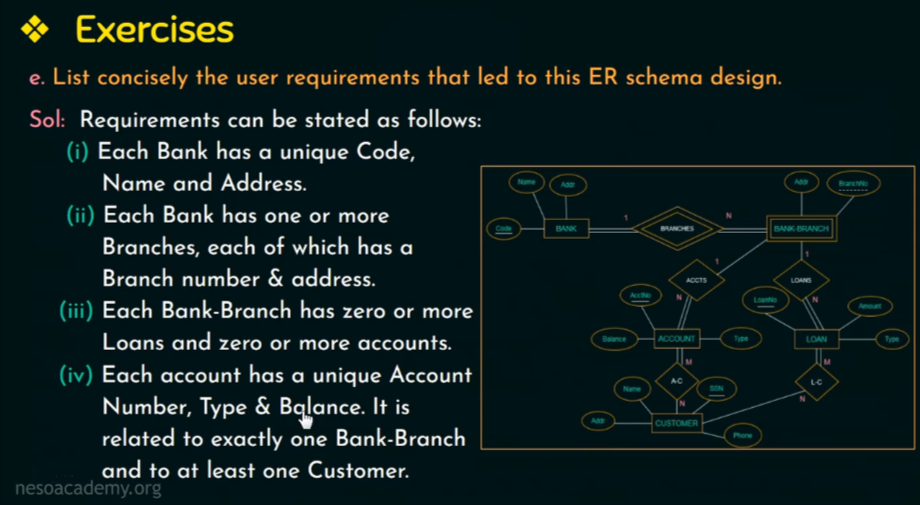 ❖ Exercises
e. List concisely the user requirements that led to this ER schema design.
Sol: Requirements can be stated as follows:
(i) Each Bank has a unique Code,
Name and Address.
(ii) Each Bank has one or more
Branches, each of which has a
Branch number & address.
(iii) Each Bank-Branch has zero or more
Loans and zero or more accounts.
(iv) Each account has a unique Account
Number, Type & Balance. It is
related to exactly one Bank-Branch
and to at least one Customer.
Name Addr Addr BranchNo
Code BANK 1 BRANCHES N BANK-BRANCH
1 1
ACCTS LOANS
AcctNo N LoanNo N Amount
Balance ACCOUNT Type LOAN Type
M M
Name A-C SSN L-C
N N
Addr CUSTOMER
Phone
nesoacademy.org